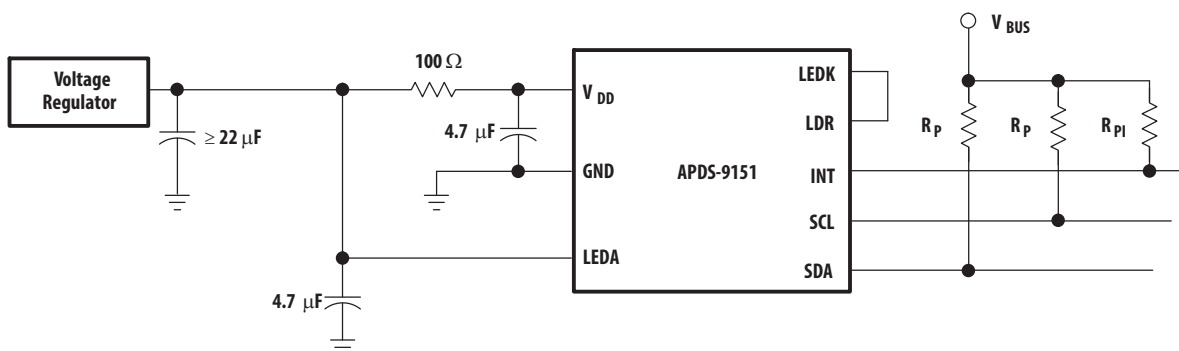 V BUS
Voltage
Regulator
100 Ω
≥ 22 μF
4.7 μF
V DD
GND
LEDA
4.7 μF
APDS-9151
LEDK
LDR
INT
SCL
SDA
R P
R P
R PI